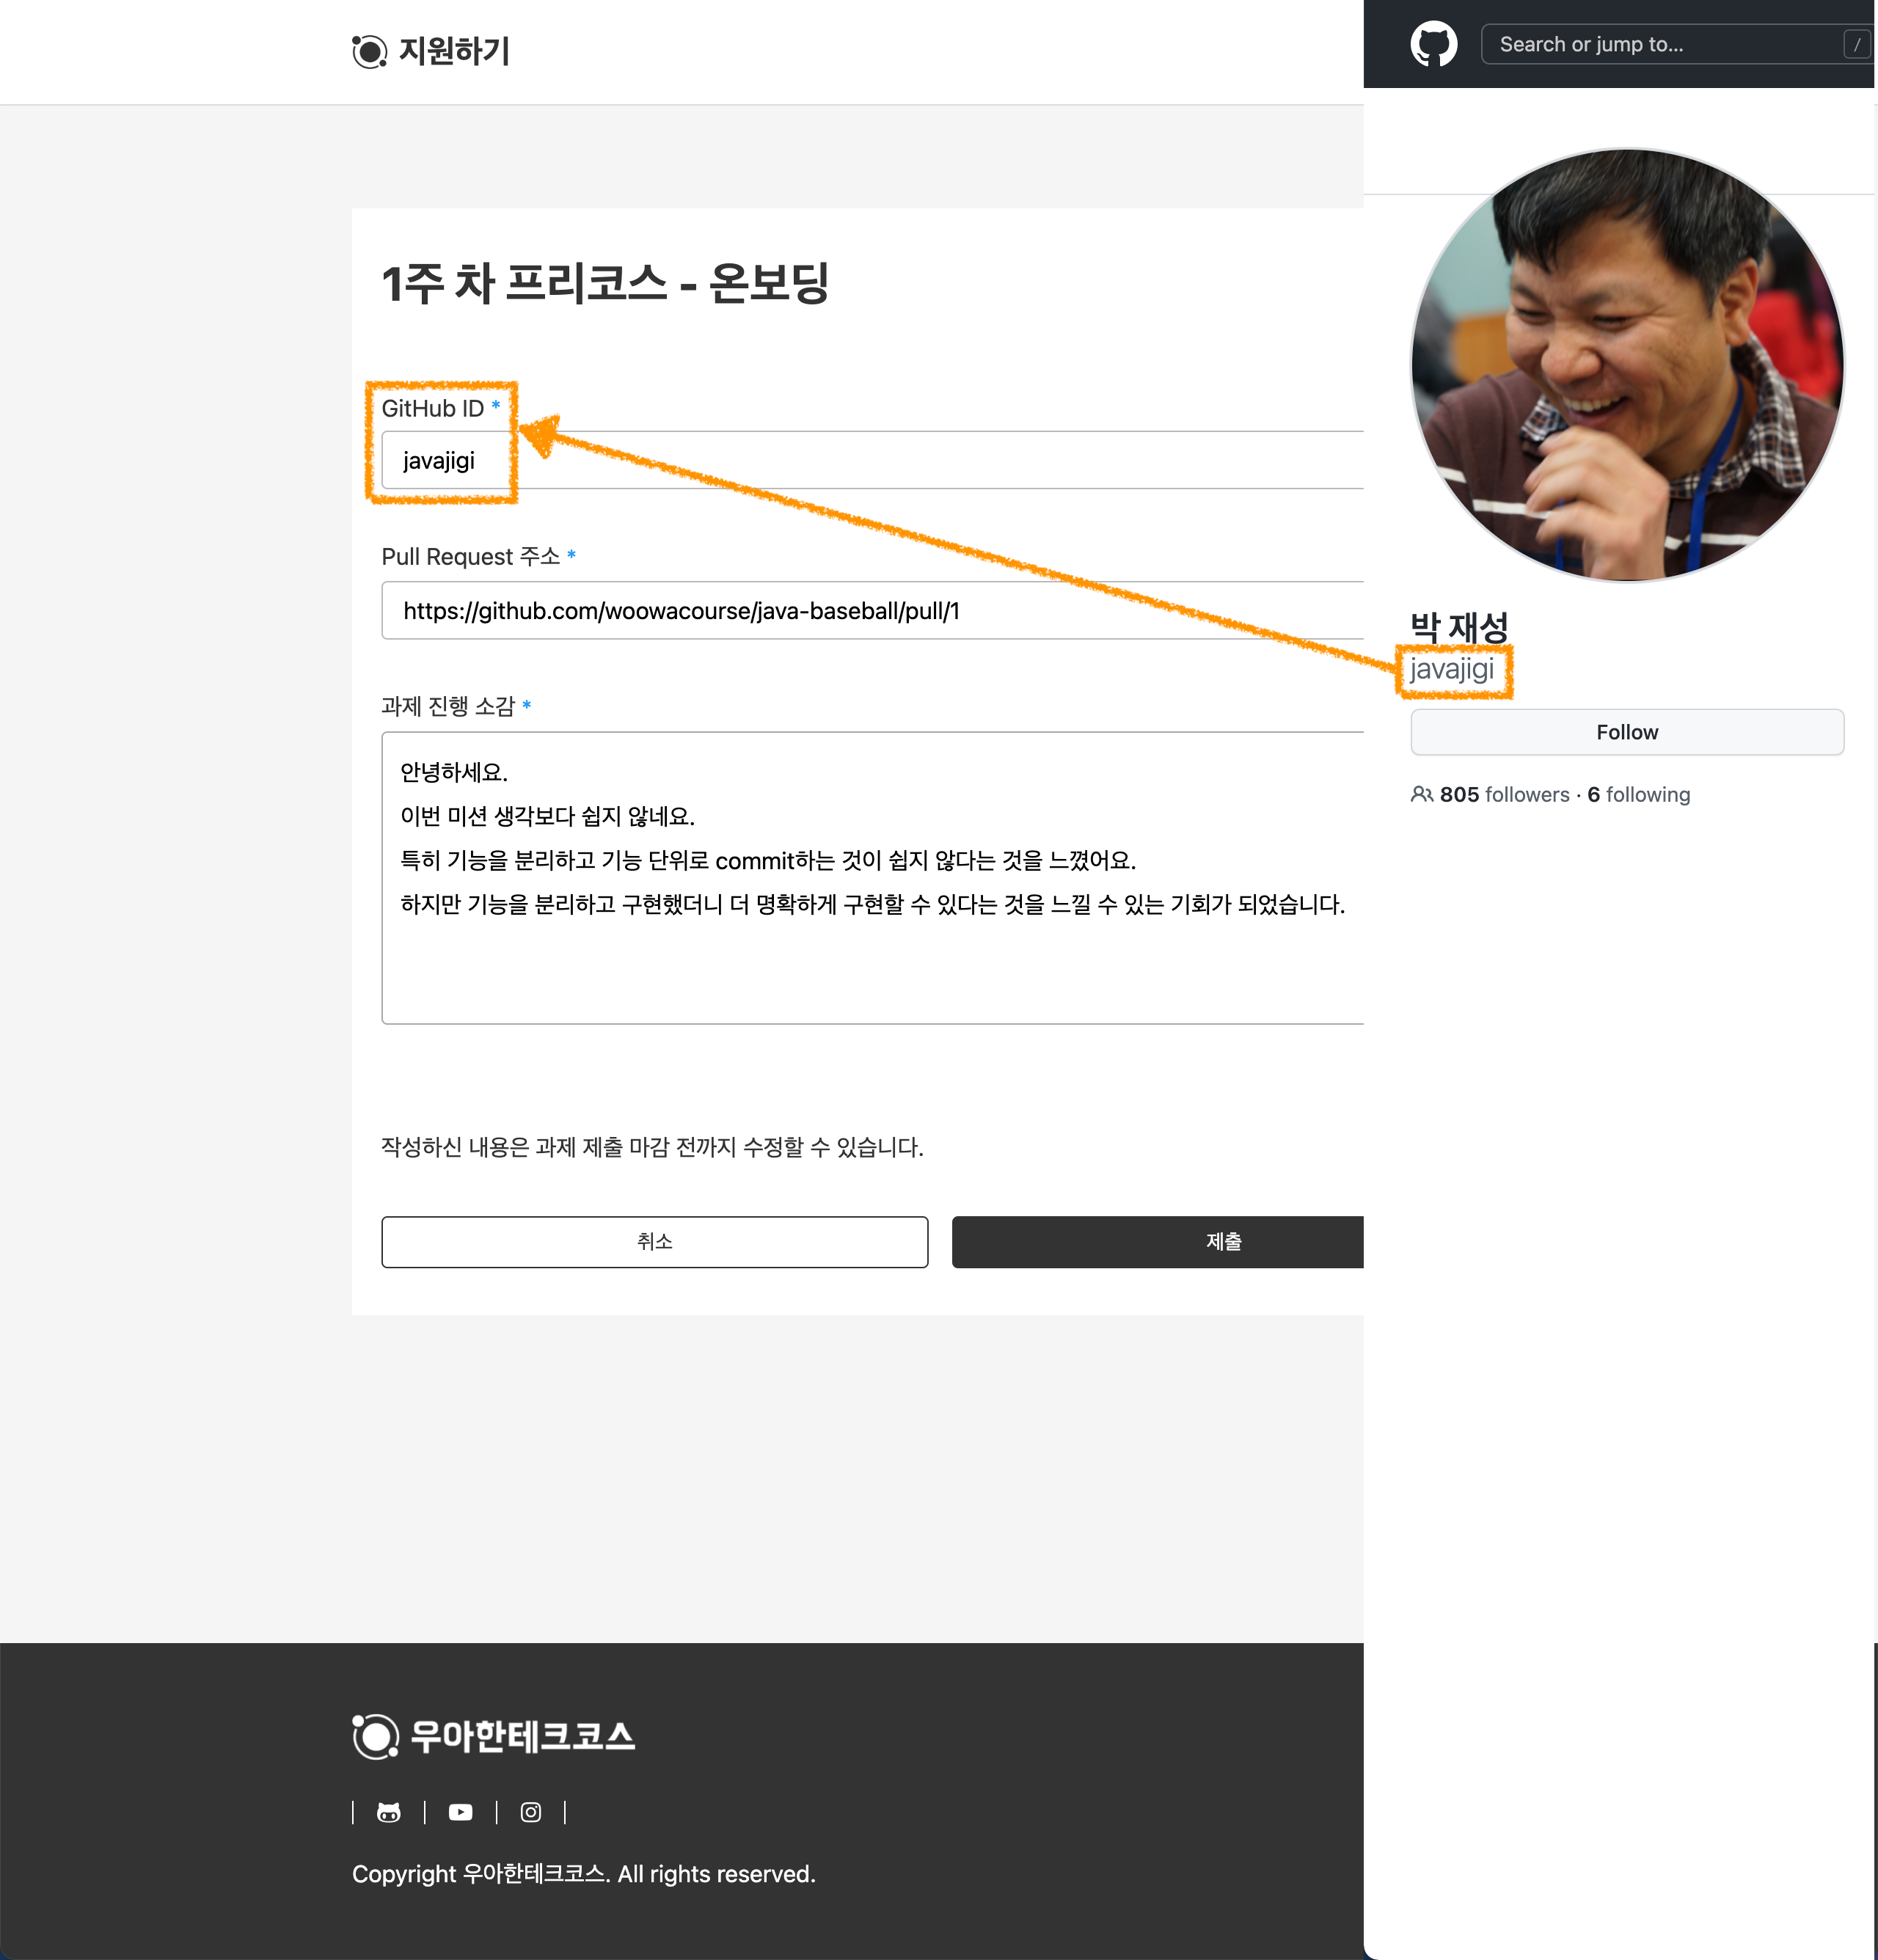 지원하기
1주 차 프리코스 - 온보딩
GitHub ID *
javajigi
Pull Request 주소 *
https://github.com/woowacourse/java-baseball/pull/1
과제 진행 소감 *
안녕하세요.
이번 미션 생각보다 쉽지 않네요.
특히 기능을 분리하고 기능 단위로 commit하는 것이 쉽지 않다는 것을 느꼈어요.
하지만 기능을 분리하고 구현했더니 더 명확하게 구현할 수 있다는 것을 느낄 수 있는 기회가 되었습니다.
작성하신 내용은 과제 제출 마감 전까지 수정할 수 있습니다.
취소
제출
우아한테크코스
Copyright 우아한테크코스. All rights reserved.
Search or jump to...
/
박 재성
javajigi
Follow
805 followers · 6 following